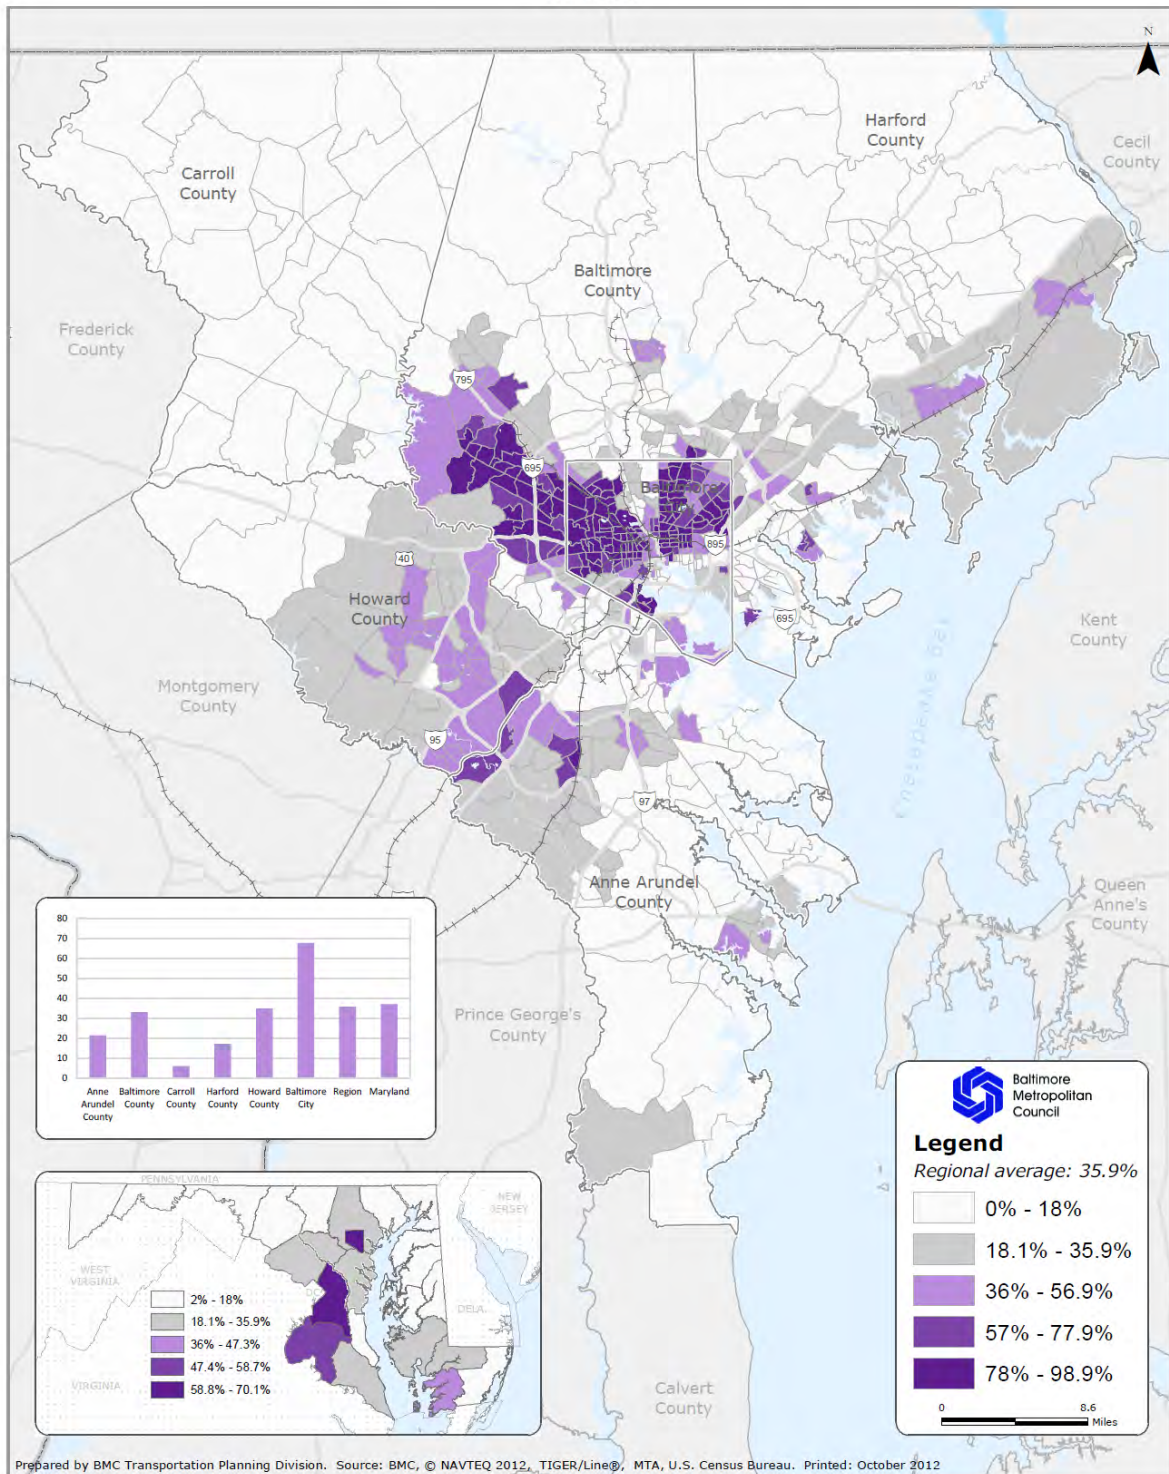 N
Harford
County
Cecil
County
Carroll
County
Baltimore
County
Frederick
County
795
695
Baltimore
City
895
40
Howard
County
695
Kent
County
Montgomery
County
95
Chesapeake Bay
97
Anne Arundel
County
Queen
Anne's
County
Prince George's
County
Calvert
County
80
70
60
50
40
30
20
10
0
Anne
Arundel
County
Baltimore
County
Carroll
County
Harford
County
Howard
County
Baltimore
City
Region
Maryland
PENNSYLVANIA
NEW
JERSEY
WEST
VIRGINIA
DC
DELA.
VIRGINIA
2% - 18%
18.1% - 35.9%
36% - 47.3%
47.4% - 58.7%
58.8% - 70.1%
Baltimore
Metropolitan
Council
Legend
Regional average: 35.9%
0% - 18%
18.1% - 35.9%
36% - 56.9%
57% - 77.9%
78% - 98.9%
0 8.6
Miles
Prepared by BMC Transportation Planning Division. Source: BMC, © NAVTEQ 2012, TIGER/Line®, MTA, U.S. Census Bureau. Printed: October 2012